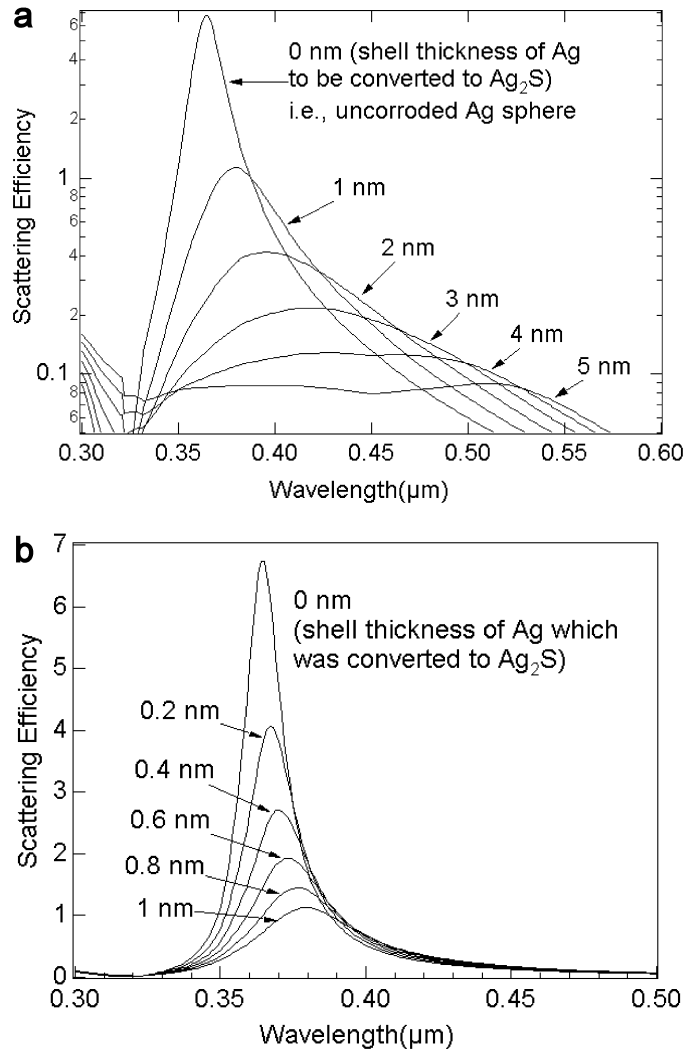 a
6
4
2
1
8
6
4
2
0.1
8
6
0 nm (shell thickness of Ag
to be converted to Ag₂S)
i.e., uncorroded Ag sphere
1 nm
2 nm
3 nm
4 nm
5 nm
Scattering Efficiency
0.30 0.35 0.40 0.45 0.50 0.55 0.60
Wavelength(µm)
b
7
6
5
4
3
2
1
0
0 nm
(shell thickness of Ag which
was converted to Ag₂S)
0.2 nm
0.4 nm
0.6 nm
0.8 nm
1 nm
Scattering Efficiency
0.30 0.35 0.40 0.45 0.50
Wavelength(µm)